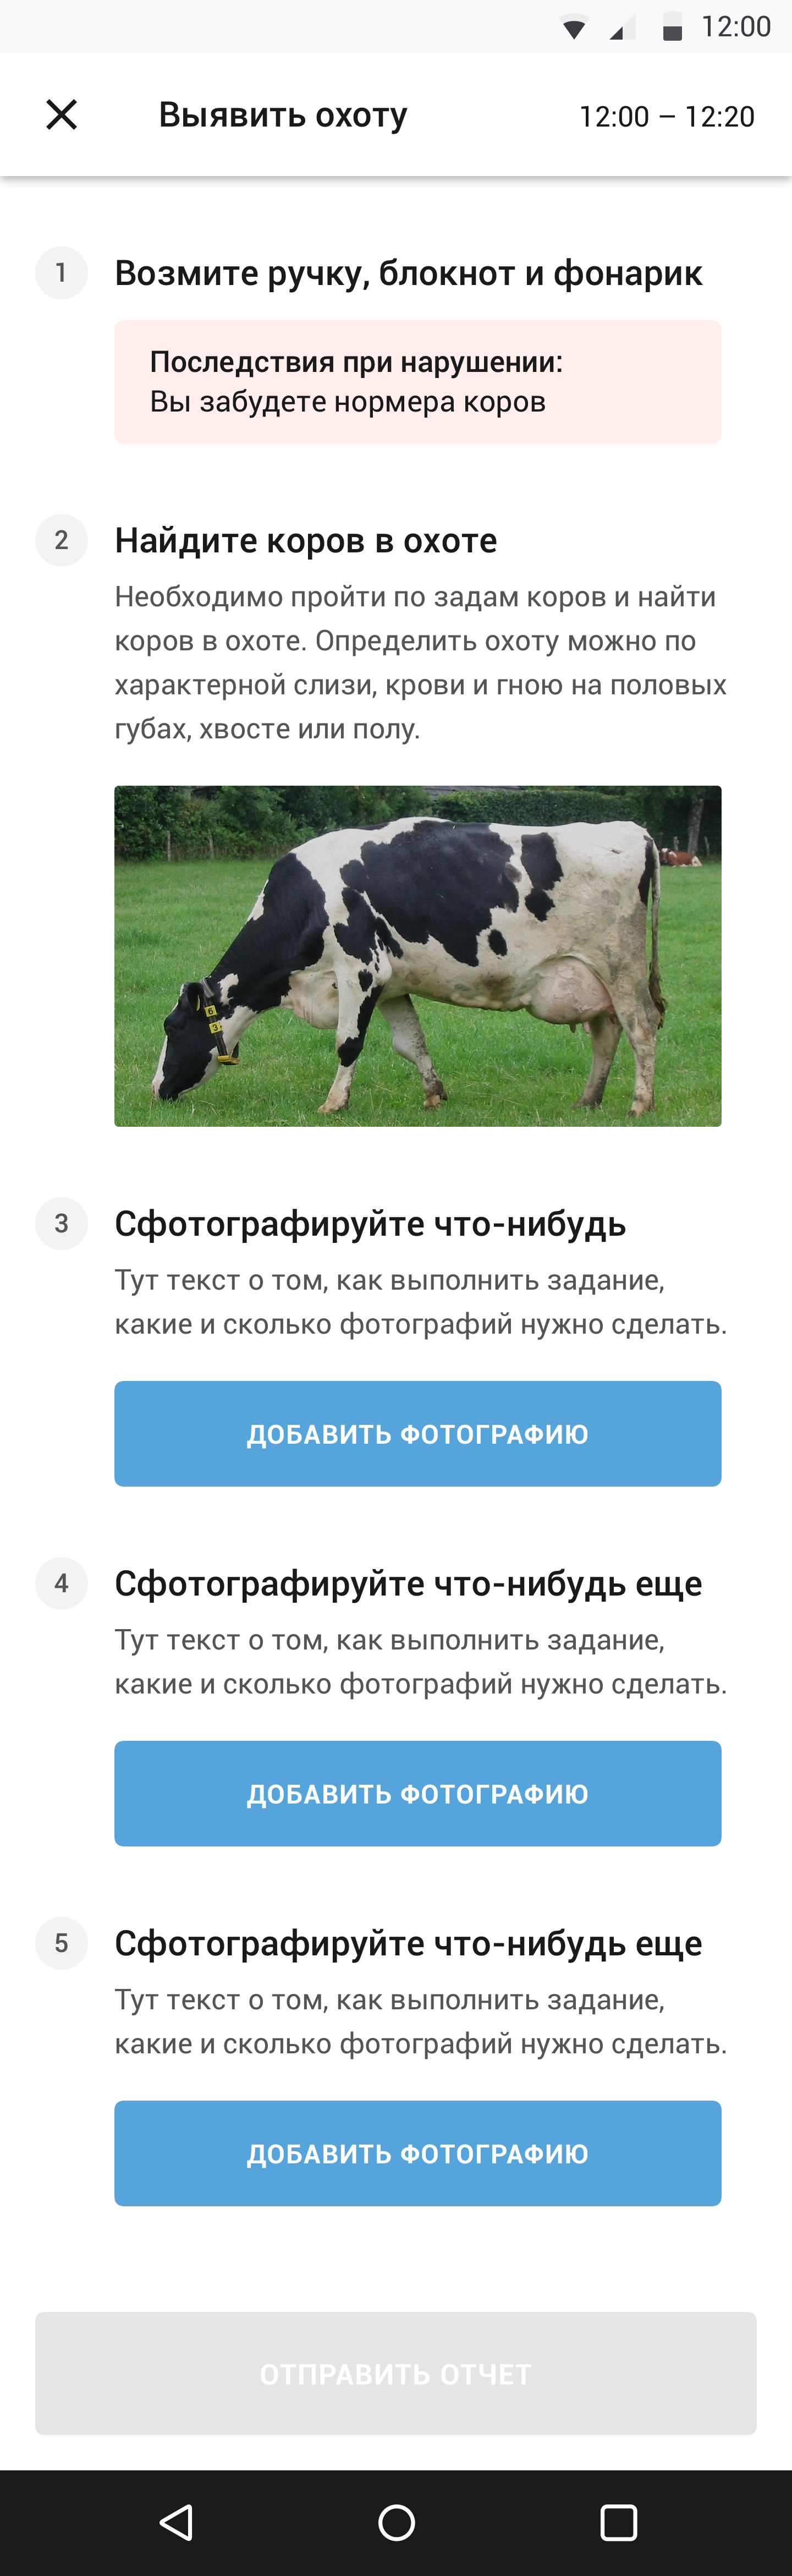 12:00
Выявить охоту
12:00 – 12:20
1
Возмите ручку, блокнот и фонарик
Последствия при нарушении:
Вы забудете нормера коров
2
Найдите коров в охоте
Необходимо пройти по задам коров и найти
коров в охоте. Определить охоту можно по
характерной слизи, крови и гною на половых
губах, хвосте или полу.
6
3
3
Сфотографируйте что-нибудь
Тут текст о том, как выполнить задание,
какие и сколько фотографий нужно сделать.
ДОБАВИТЬ ФОТОГРАФИЮ
4
Сфотографируйте что-нибудь еще
Тут текст о том, как выполнить задание,
какие и сколько фотографий нужно сделать.
ДОБАВИТЬ ФОТОГРАФИЮ
5
Сфотографируйте что-нибудь еще
Тут текст о том, как выполнить задание,
какие и сколько фотографий нужно сделать.
ДОБАВИТЬ ФОТОГРАФИЮ
ОТПРАВИТЬ ОТЧЕТ